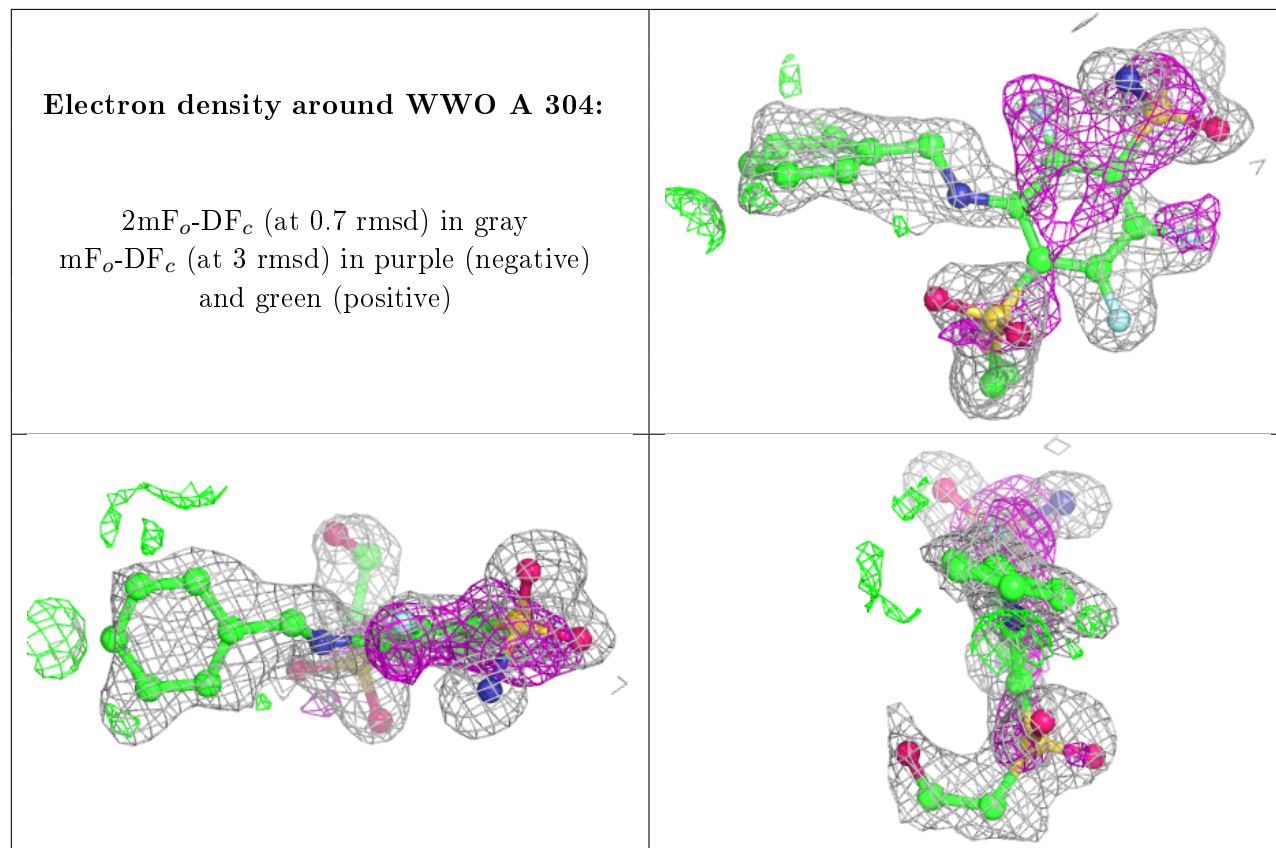 Electron density around WWO A 304:
2mFₒ-DF𝒸 (at 0.7 rmsd) in gray
mFₒ-DF𝒸 (at 3 rmsd) in purple (negative)
and green (positive)